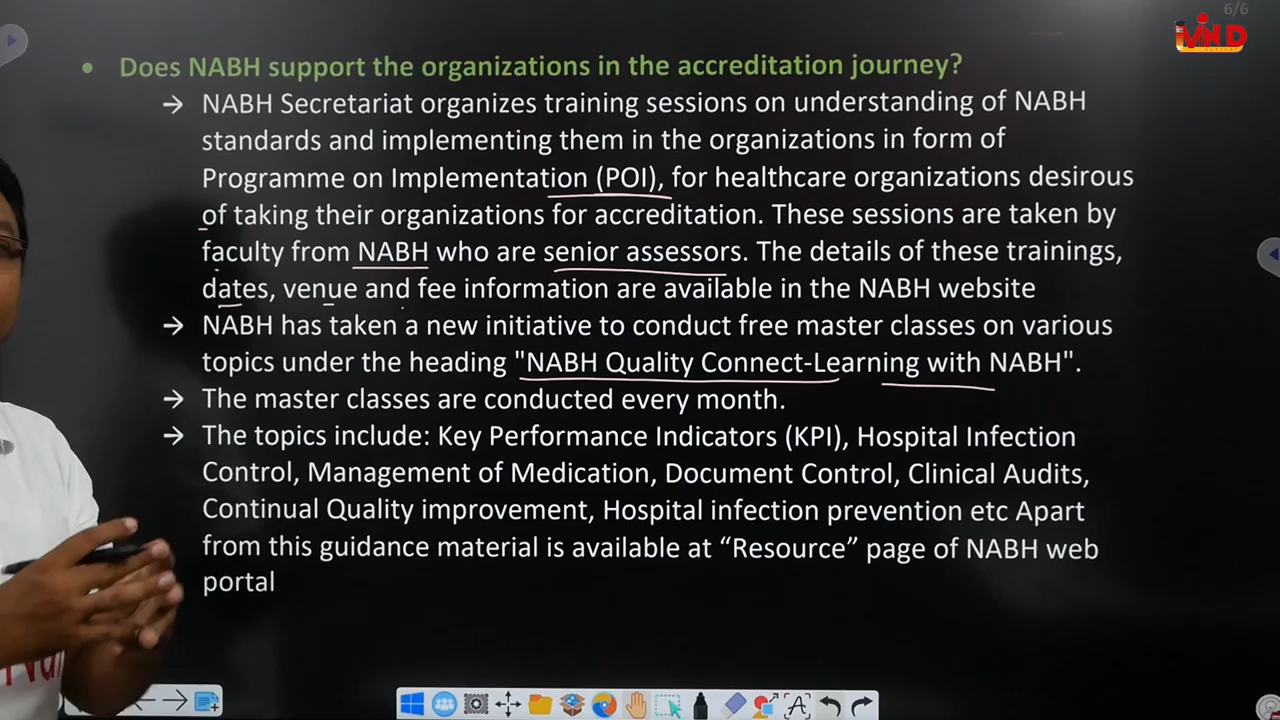 6/6
MIND
Does NABH support the organizations in the accreditation journey?
→ NABH Secretariat organizes training sessions on understanding of NABH
standards and implementing them in the organizations in form of
Programme on Implementation (POI), for healthcare organizations desirous
of taking their organizations for accreditation. These sessions are taken by
faculty from NABH who are senior assessors. The details of these trainings,
dates, venue and fee information are available in the NABH website
→ NABH has taken a new initiative to conduct free master classes on various
topics under the heading "NABH Quality Connect-Learning with NABH".
→ The master classes are conducted every month.
→ The topics include: Key Performance Indicators (KPI), Hospital Infection
Control, Management of Medication, Document Control, Clinical Audits,
Continual Quality improvement, Hospital infection prevention etc Apart
from this guidance material is available at “Resource” page of NABH web
portal